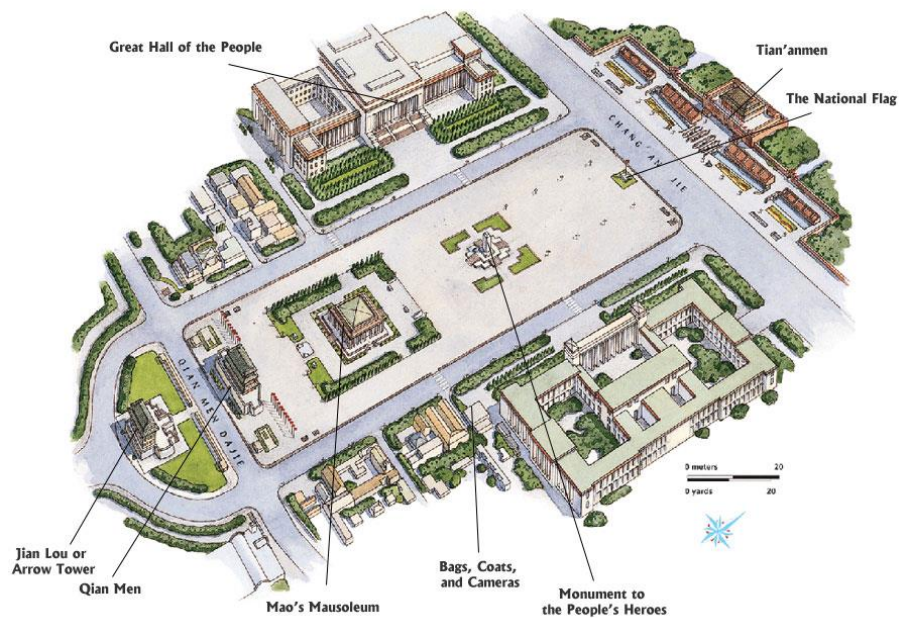 Great Hall of the People
Tian'anmen
The National Flag
CHANG'AN JIE
QIAN MEN DAJIE
0 meters 20
0 yards 20
Jian Lou or
Arrow Tower
Qian Men
Mao's Mausoleum
Bags, Coats,
and Cameras
Monument to
the People's Heroes